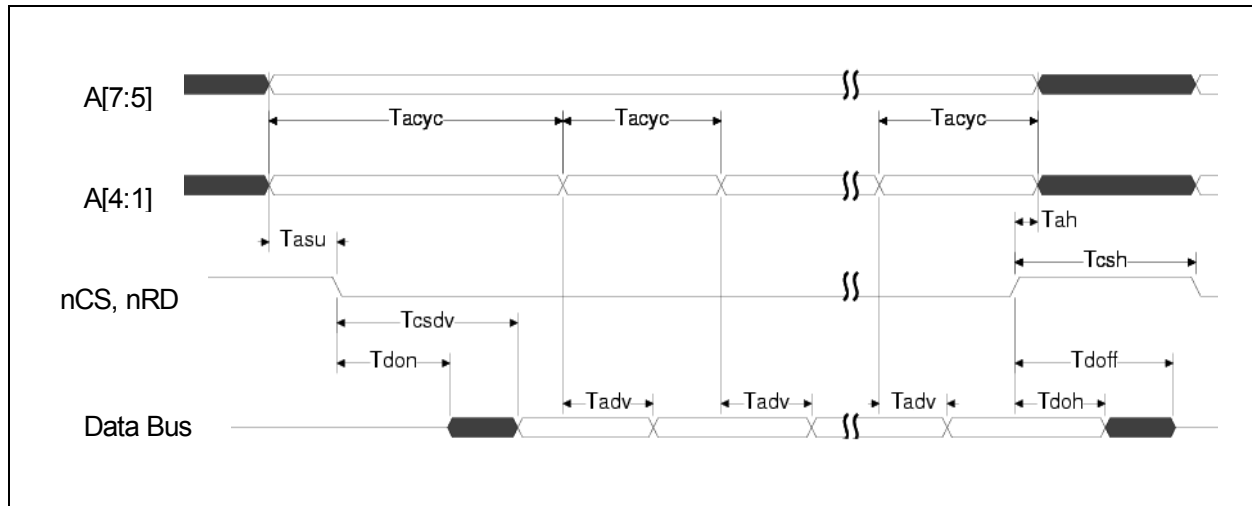 A[7:5]
Tacyc Tacyc Tacyc
A[4:1]
Tah
Tasu
Tcsh
nCS, nRD
Tcsdv
Tdon Tdoff
Tadv Tadv Tadv Tdoh
Data Bus